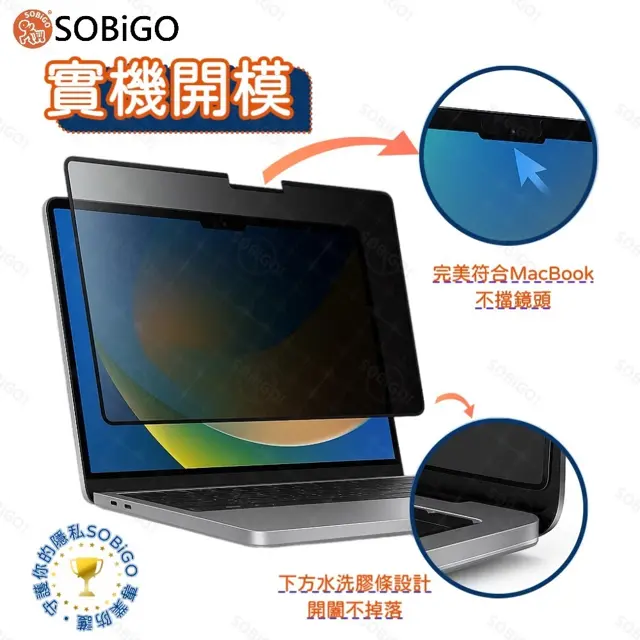 SOBiGO
實機開模
完美符合MacBook
不擋鏡頭
下方水洗膠條設計
開闔不掉落
守護你的隱私SOBiGO 專業防護